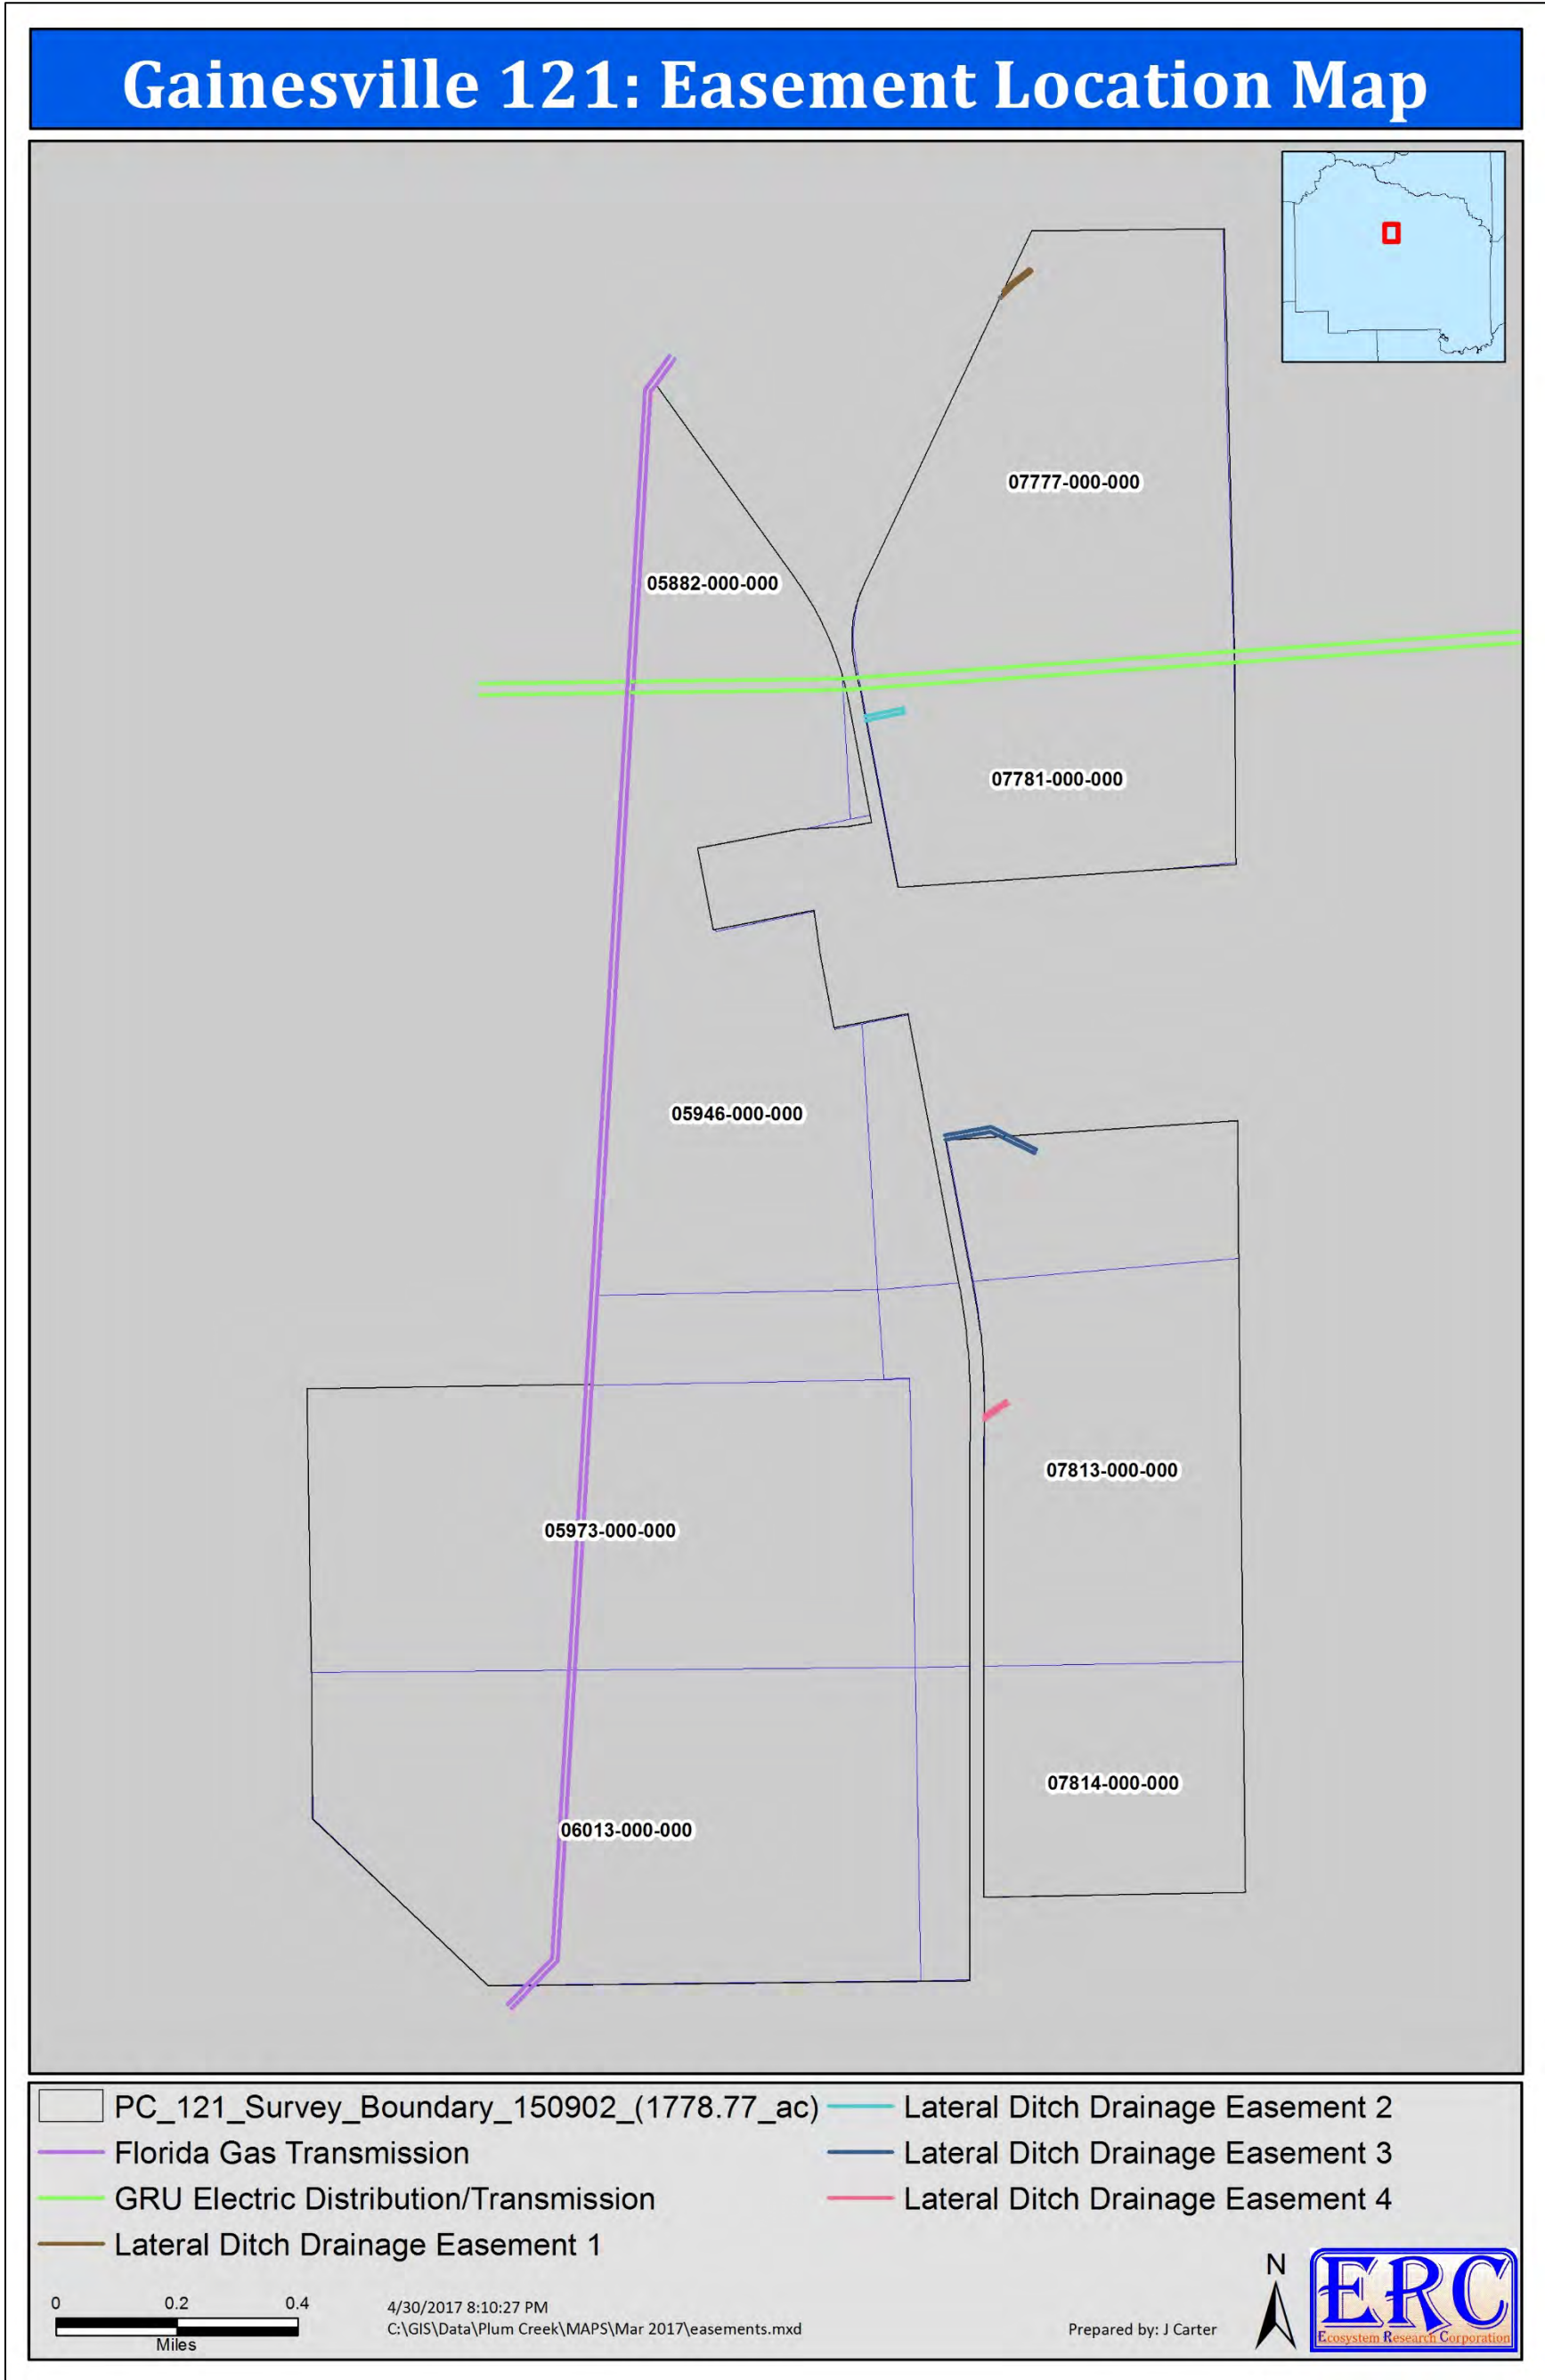 Gainesville 121: Easement Location Map
07777-000-000
05882-000-000
07781-000-000
05946-000-000
07813-000-000
05973-000-000
07814-000-000
06013-000-000
PC_121_Survey_Boundary_150902_(1778.77_ac)
Florida Gas Transmission
GRU Electric Distribution/Transmission
Lateral Ditch Drainage Easement 1
Lateral Ditch Drainage Easement 2
Lateral Ditch Drainage Easement 3
Lateral Ditch Drainage Easement 4
0 0.2 0.4
Miles
4/30/2017 8:10:27 PM
C:\GIS\Data\Plum Creek\MAPS\Mar 2017\easements.mxd
Prepared by: J Carter
N
ERC
Ecosystem Research Corporation